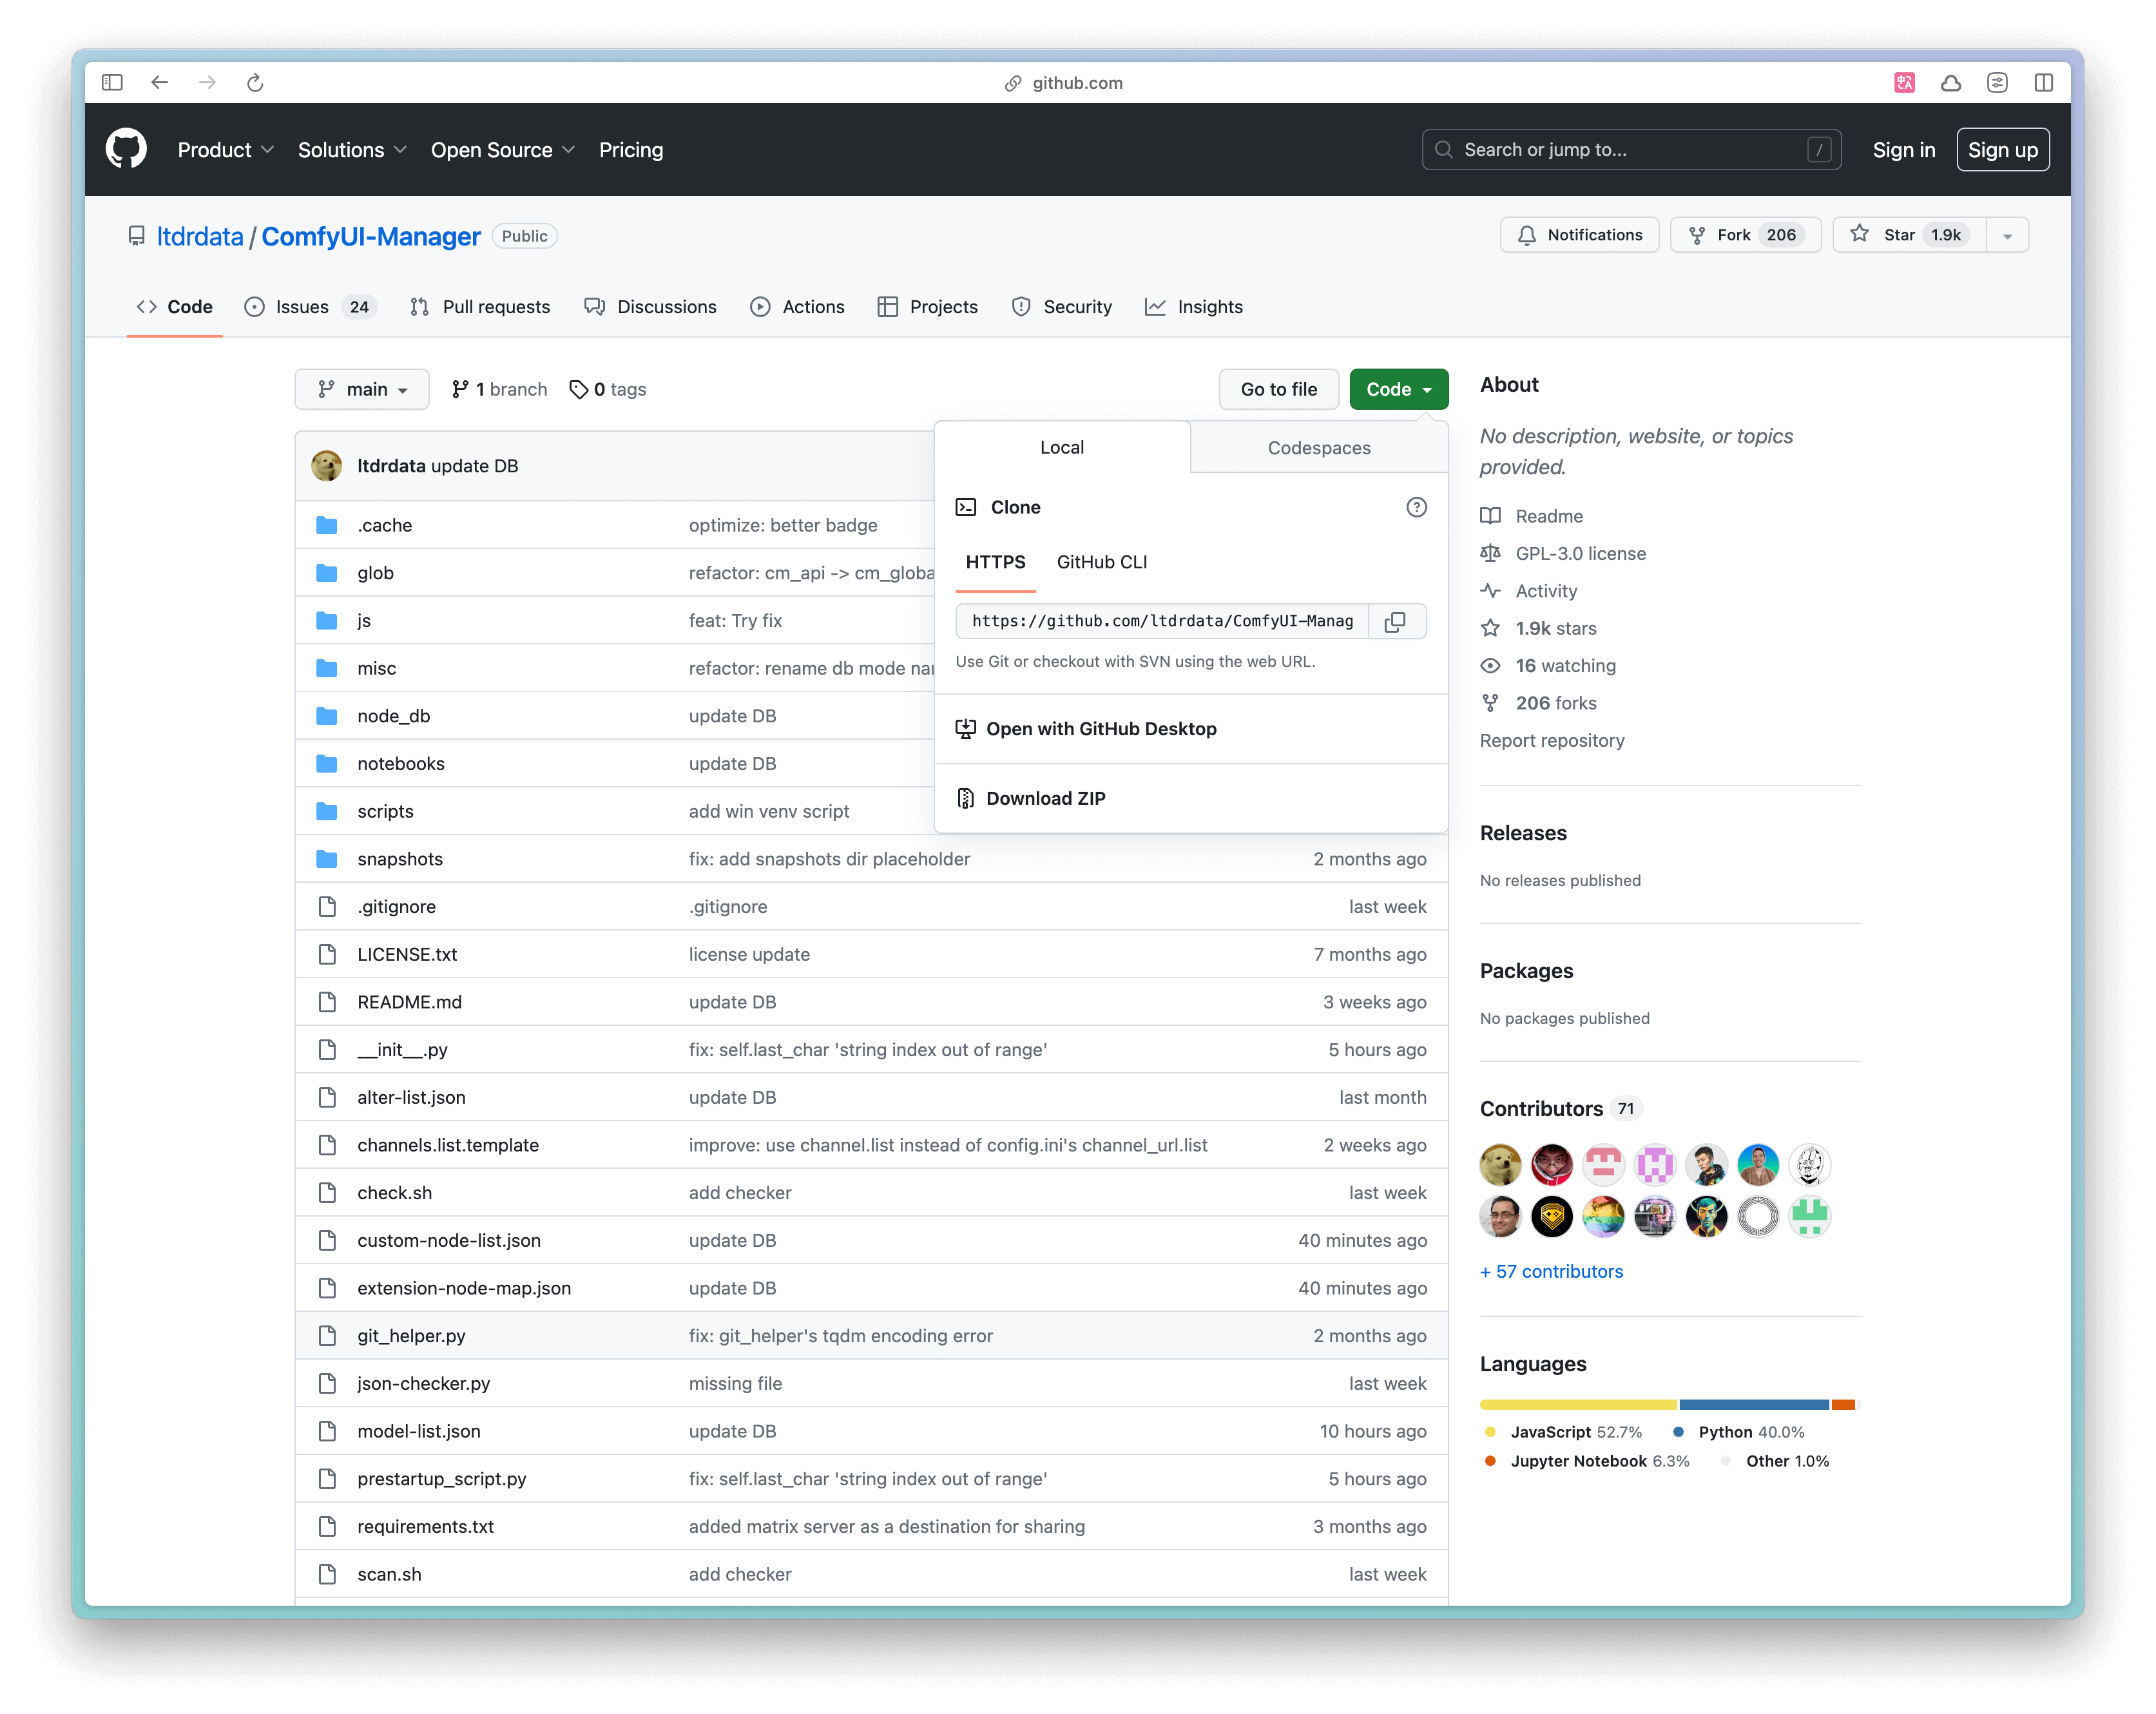 github.com
Product Solutions Open Source Pricing
Search or jump to... /
Sign in Sign up
ltdrdata / ComfyUI-Manager Public
Notifications Fork 206 Star 1.9k
Code Issues 24 Pull requests Discussions Actions Projects Security Insights
main 1 branch 0 tags
Go to file Code
ltdrdata update DB
.cache optimize: better badge
glob refactor: cm_api -> cm_globa
js feat: Try fix
misc refactor: rename db mode nar
node_db update DB
notebooks update DB
scripts add win venv script
snapshots fix: add snapshots dir placeholder 2 months ago
.gitignore .gitignore last week
LICENSE.txt license update 7 months ago
README.md update DB 3 weeks ago
__init__.py fix: self.last_char 'string index out of range' 5 hours ago
alter-list.json update DB last month
channels.list.template improve: use channel.list instead of config.ini's channel_url.list 2 weeks ago
check.sh add checker last week
custom-node-list.json update DB 40 minutes ago
extension-node-map.json update DB 40 minutes ago
git_helper.py fix: git_helper's tqdm encoding error 2 months ago
json-checker.py missing file last week
model-list.json update DB 10 hours ago
prestartup_script.py fix: self.last_char 'string index out of range' 5 hours ago
requirements.txt added matrix server as a destination for sharing 3 months ago
scan.sh add checker last week
Local Codespaces
Clone
HTTPS GitHub CLI
https://github.com/ltdrdata/ComfyUI-Manag
Use Git or checkout with SVN using the web URL.
Open with GitHub Desktop
Download ZIP
About
No description, website, or topics
provided.
Readme
GPL-3.0 license
Activity
1.9k stars
16 watching
206 forks
Report repository
Releases
No releases published
Packages
No packages published
Contributors 71
+ 57 contributors
Languages
JavaScript 52.7% Python 40.0%
Jupyter Notebook 6.3% Other 1.0%